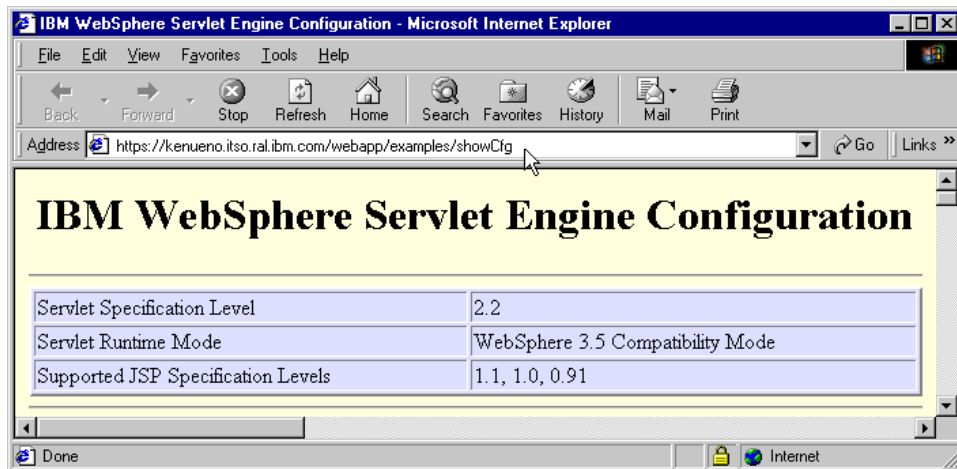 IBM WebSphere Servlet Engine Configuration - Microsoft Internet Explorer
File Edit View Favorites Tools Help
Back Forward Stop Refresh Home Search Favorites History Mail Print
Address https://kenueno.itso.ral.ibm.com/webapp/examples/showCfg Go Links »
IBM WebSphere Servlet Engine Configuration
Servlet Specification Level 2.2
Servlet Runtime Mode WebSphere 3.5 Compatibility Mode
Supported JSP Specification Levels 1.1, 1.0, 0.91
Done Internet